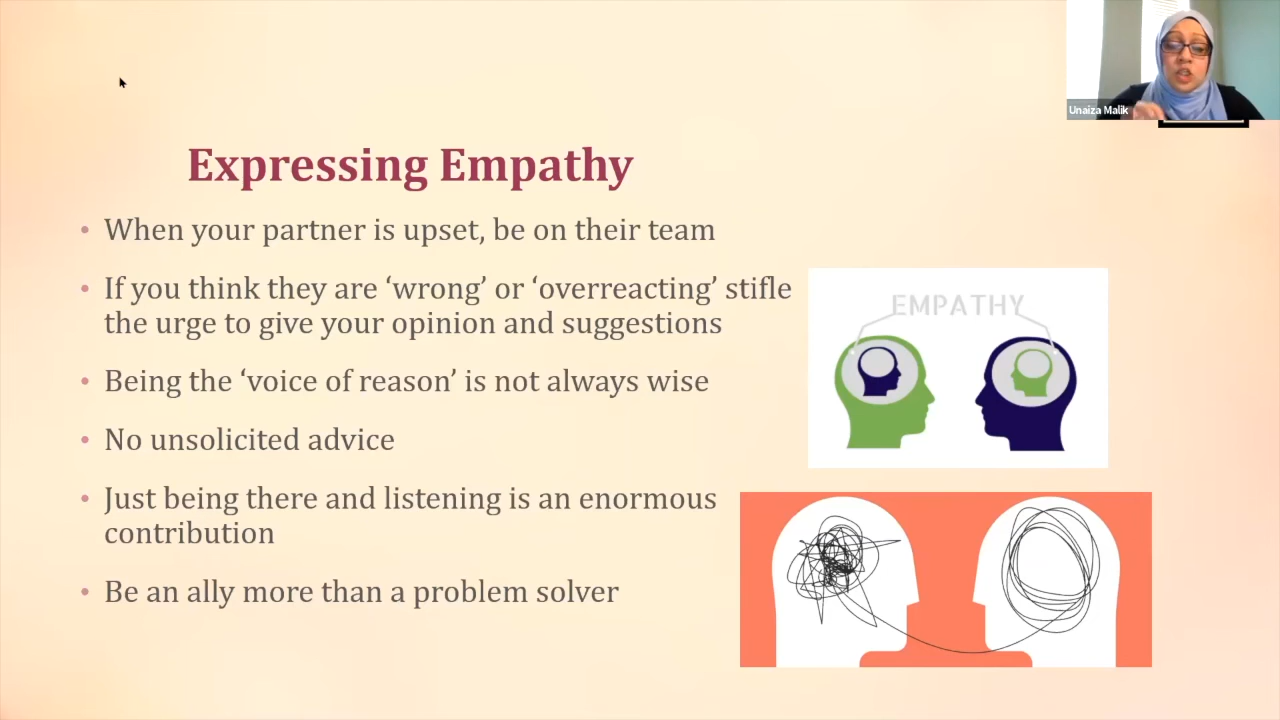 Unaiza Malik
Expressing Empathy
• When your partner is upset, be on their team
• If you think they are ‘wrong’ or ‘overreacting’ stifle
the urge to give your opinion and suggestions
• Being the ‘voice of reason’ is not always wise
• No unsolicited advice
• Just being there and listening is an enormous
contribution
• Be an ally more than a problem solver
EMPATHY